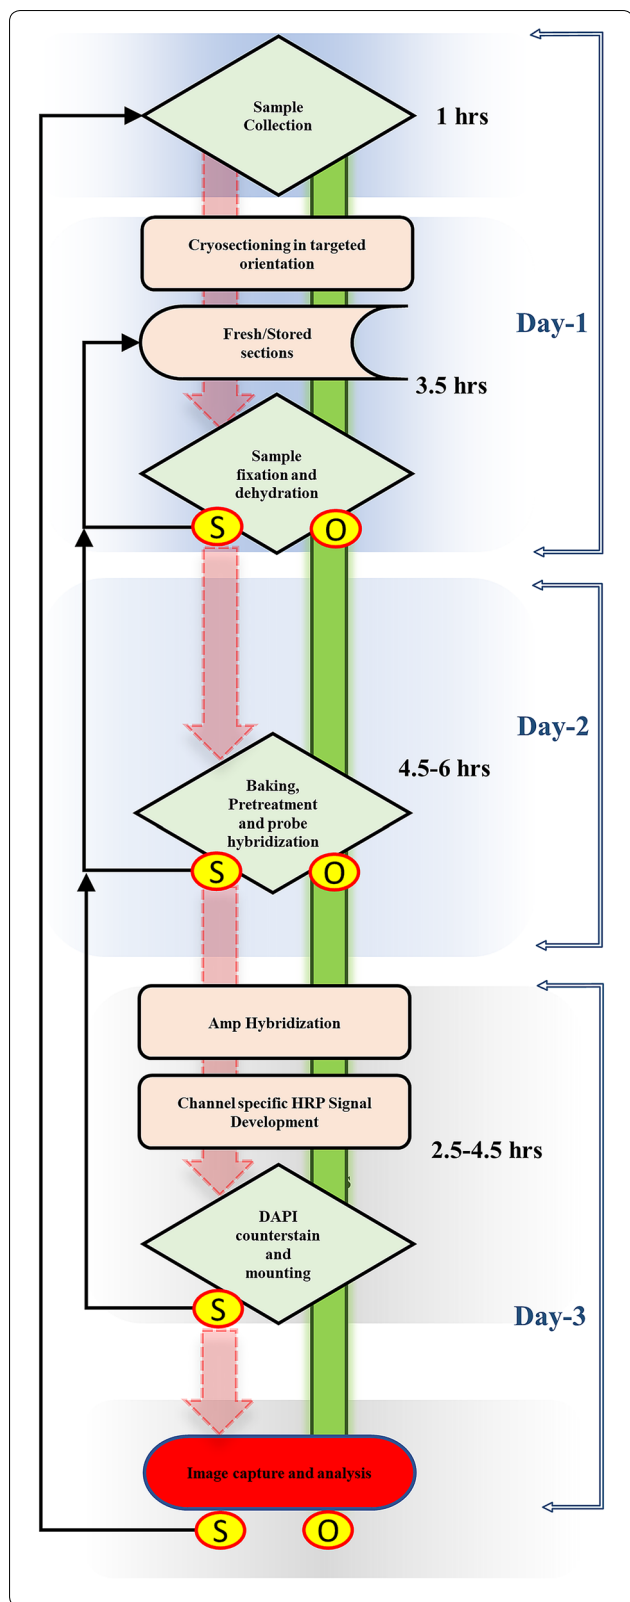 Sample
Collection
1 hrs
Cryosectioning in targeted
orientation
Day-1
Fresh/Stored
sections
3.5 hrs
Sample
fixation and
dehydration
S
O
Day-2
4.5-6 hrs
Baking,
Pretreatment
and probe
hybridization
S
O
Amp Hybridization
Channel specific HRP Signal
Development
2.5-4.5 hrs
DAPI
counterstain
and
mounting
S
Day-3
Image capture and analysis
S
O